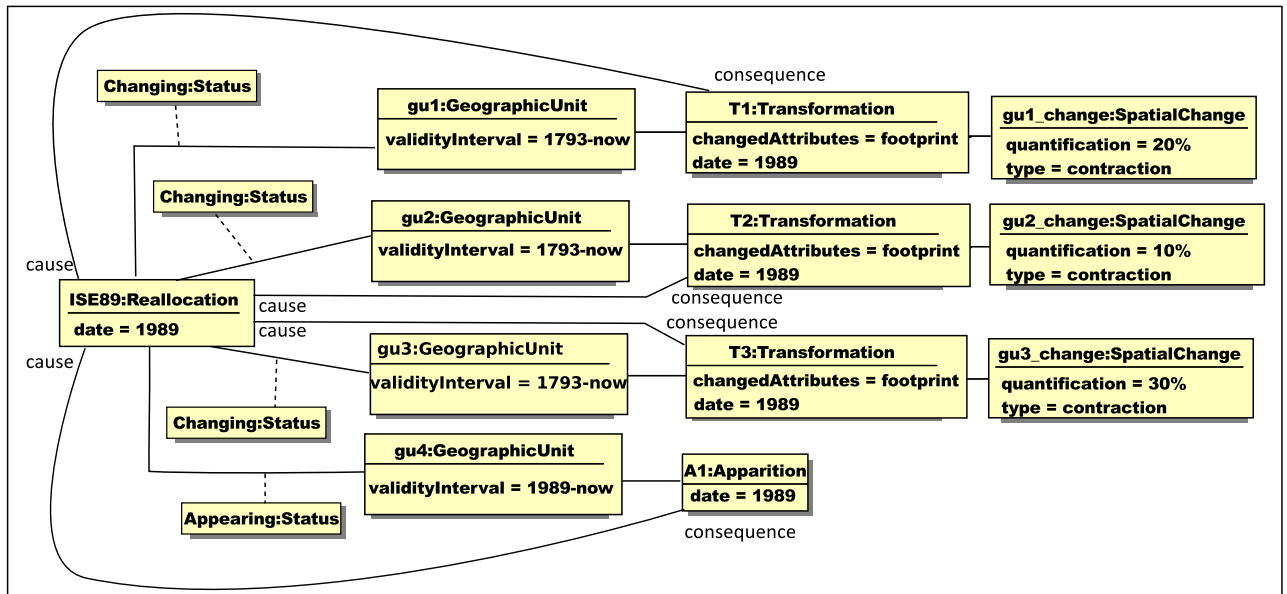 consequence
Changing:Status
gu1:GeographicUnit
validityInterval = 1793-now
T1:Transformation
changedAttributes = footprint
date = 1989
gu1_change:SpatialChange
quantification = 20%
type = contraction
Changing:Status
gu2:GeographicUnit
validityInterval = 1793-now
T2:Transformation
changedAttributes = footprint
date = 1989
gu2_change:SpatialChange
quantification = 10%
type = contraction
cause
ISE89:Reallocation
date = 1989
cause
consequence
cause
consequence
cause
gu3:GeographicUnit
validityInterval = 1793-now
T3:Transformation
changedAttributes = footprint
date = 1989
gu3_change:SpatialChange
quantification = 30%
type = contraction
Changing:Status
gu4:GeographicUnit
validityInterval = 1989-now
A1:Apparition
date = 1989
Appearing:Status
consequence